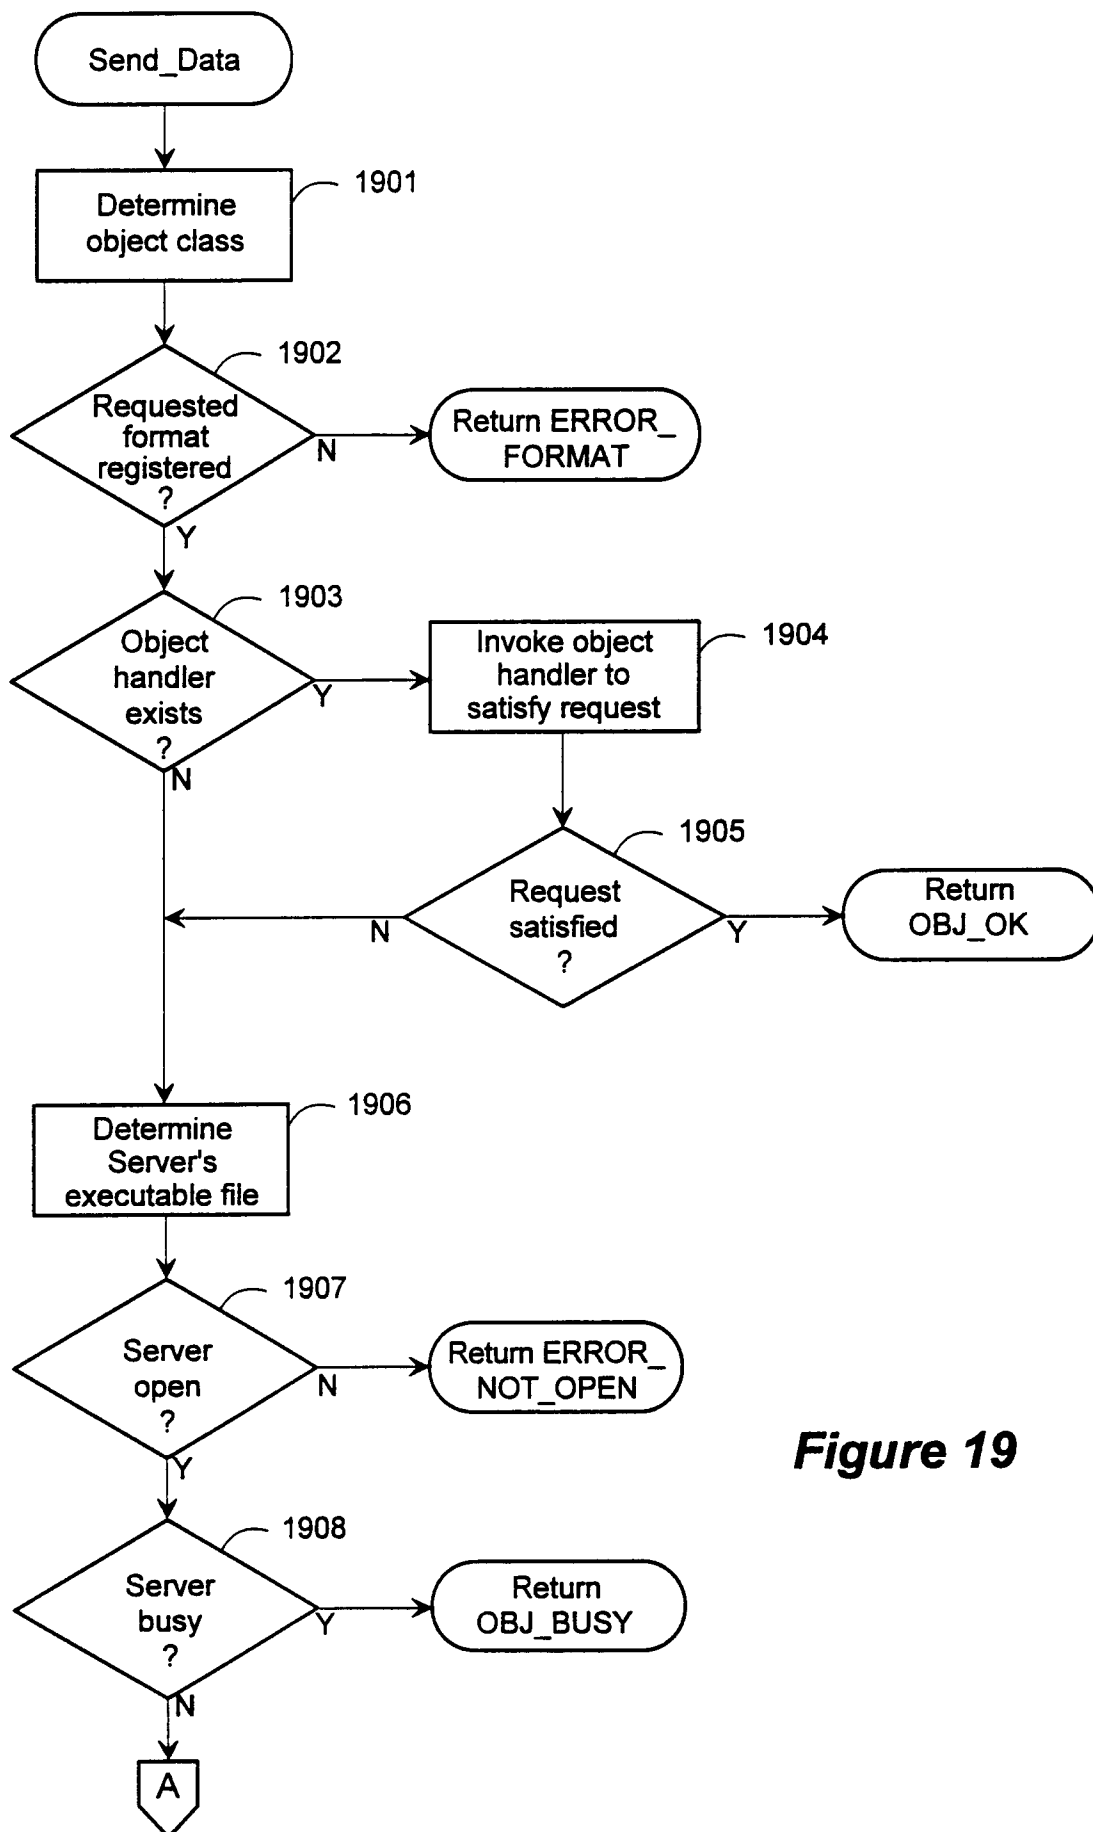 Send_Data
1901
Determine
object class
1902
Requested
format
registered
?
N
Return ERROR_
FORMAT
Y
1903
Object
handler
exists
?
Y
1904
Invoke object
handler to
satisfy request
N
1905
Request
satisfied
?
N
Y
Return
OBJ_OK
1906
Determine
Server's
executable file
1907
Server
open
?
N
Return ERROR_
NOT_OPEN
Y
Figure 19
1908
Server
busy
?
Y
Return
OBJ_BUSY
N
A